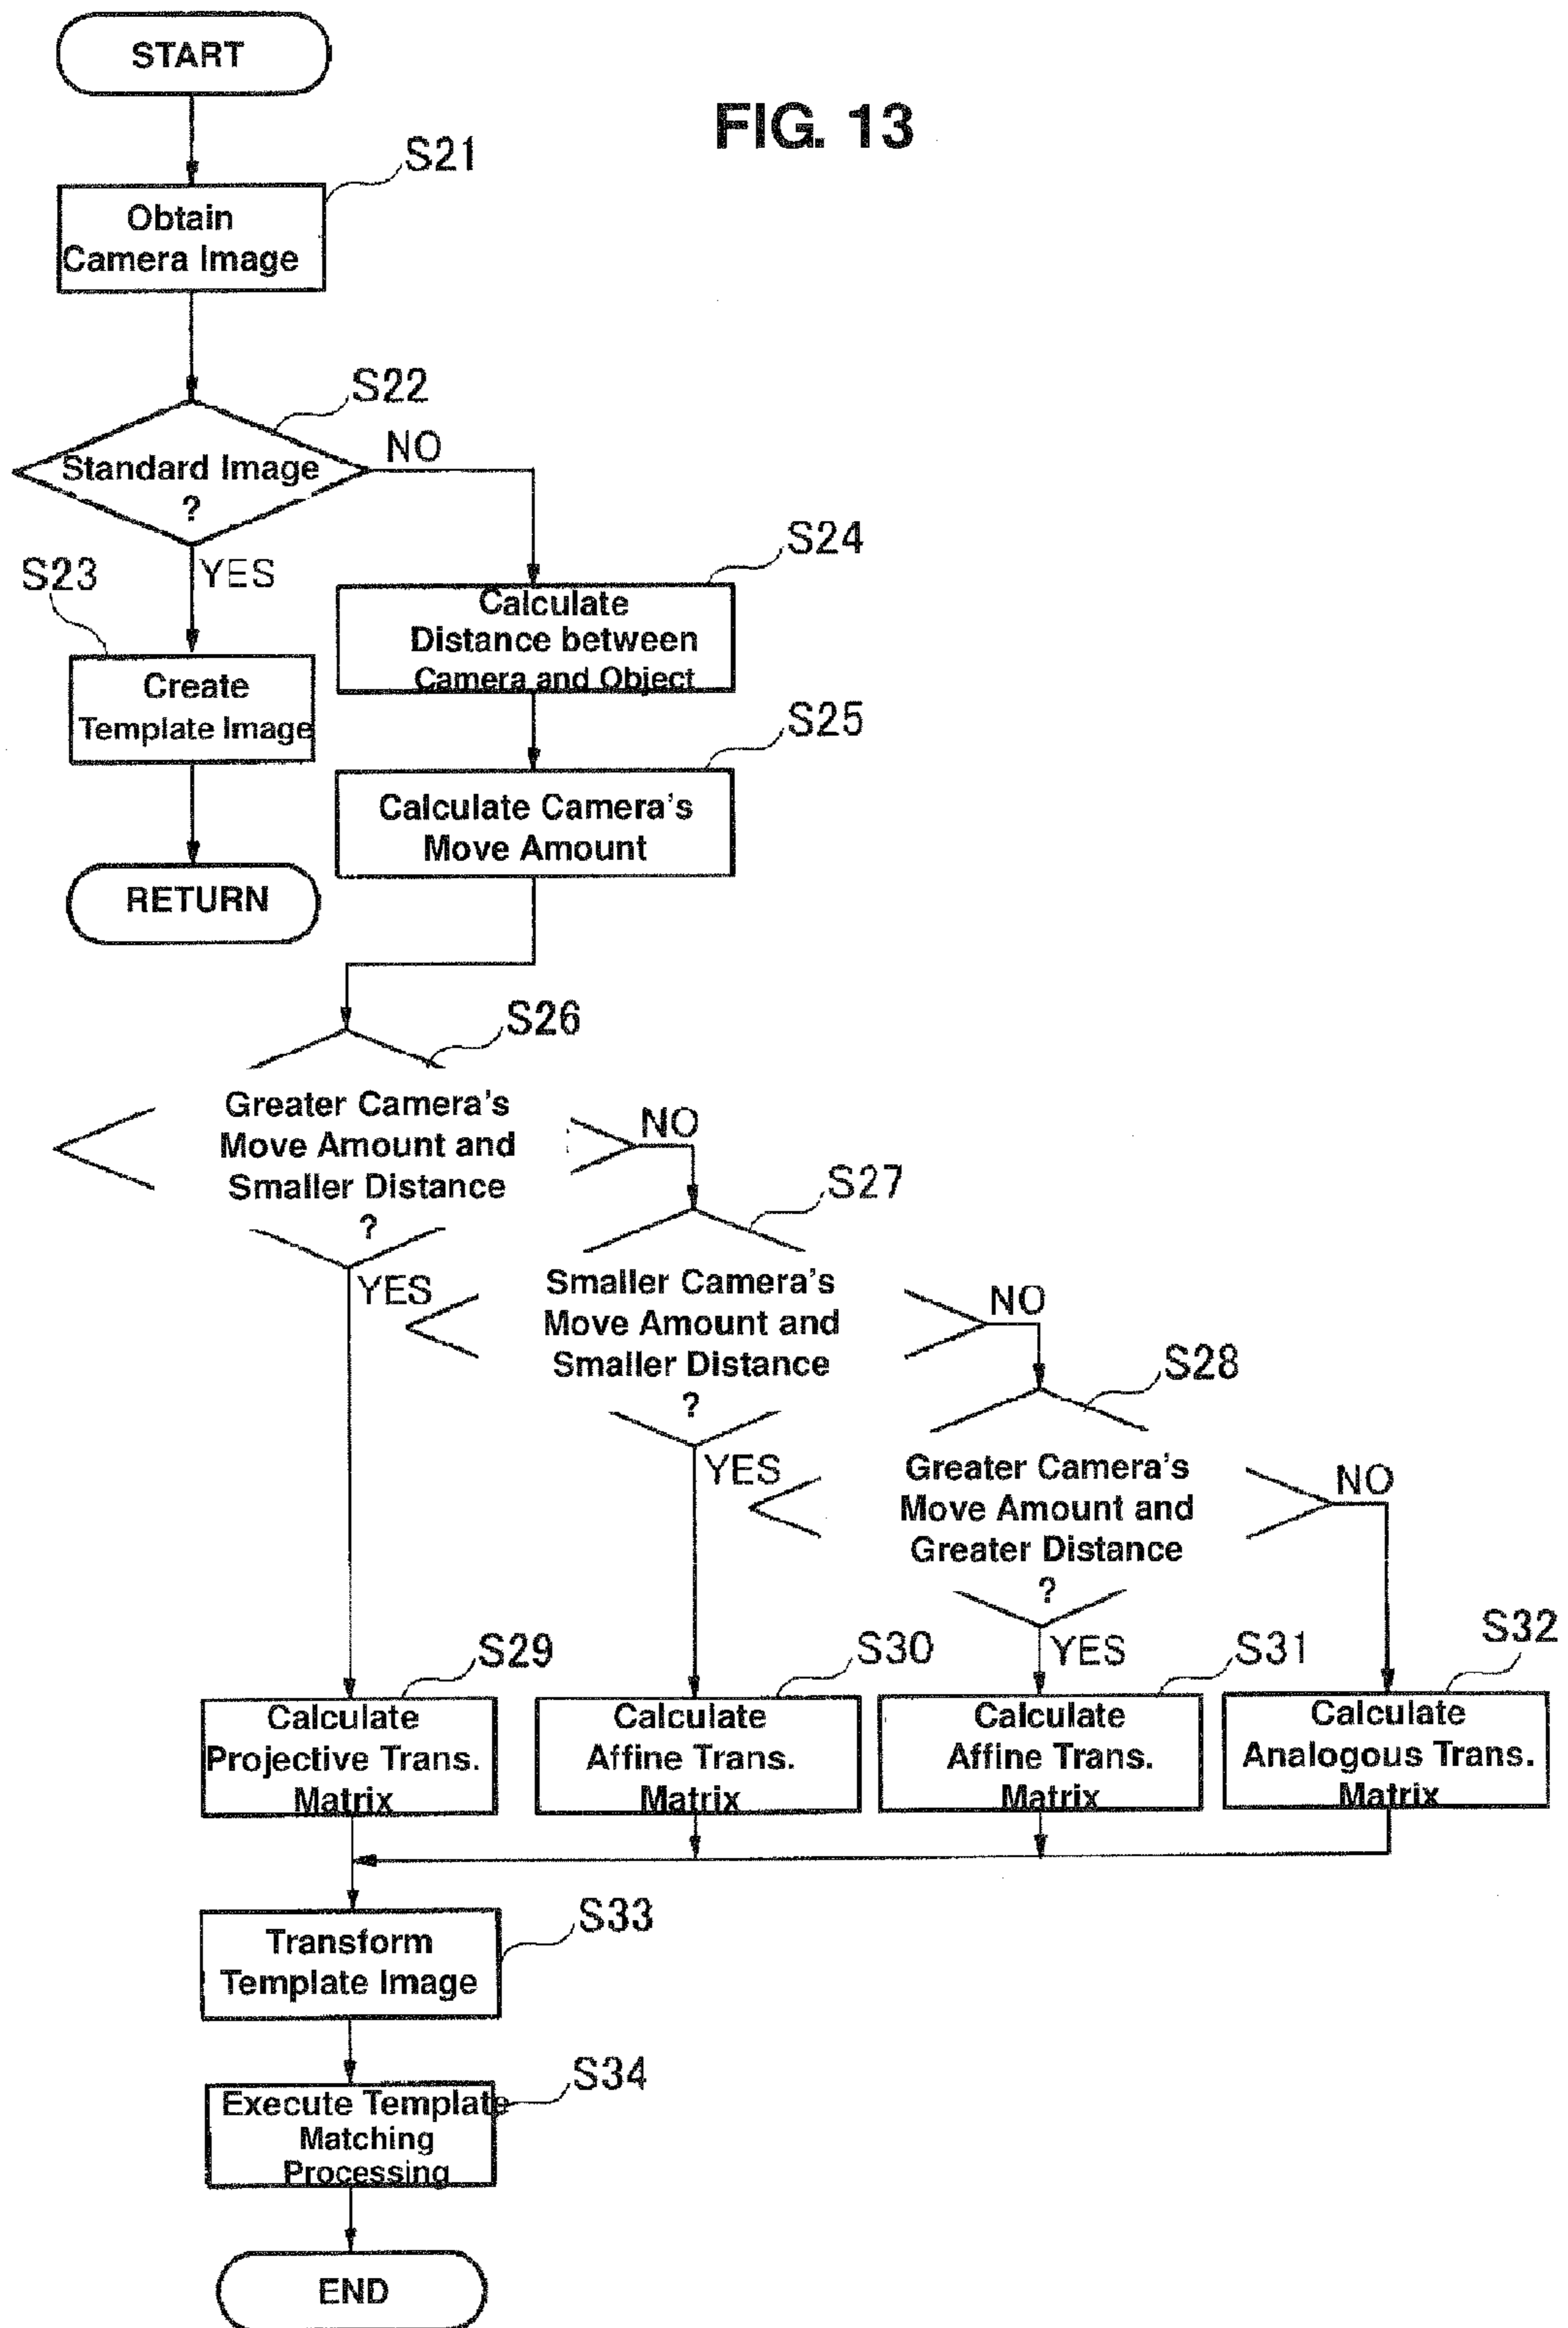 START
FIG. 13
S21
Obtain
Camera Image
S22
NO
Standard Image
?
YES
S23
Create
Template Image
RETURN
S24
Calculate
Distance between
Camera and Object
S25
Calculate Camera's
Move Amount
S26
Greater Camera's
Move Amount and
Smaller Distance
?
NO
YES
S27
Smaller Camera's
Move Amount and
Smaller Distance
?
NO
YES
S28
Greater Camera's
Move Amount and
Greater Distance
?
NO
YES
S29
Calculate
Projective Trans.
Matrix
S30
Calculate
Affine Trans.
Matrix
S31
Calculate
Affine Trans.
Matrix
S32
Calculate
Analogous Trans.
Matrix
S33
Transform
Template Image
S34
Execute Template
Matching
Processing
END